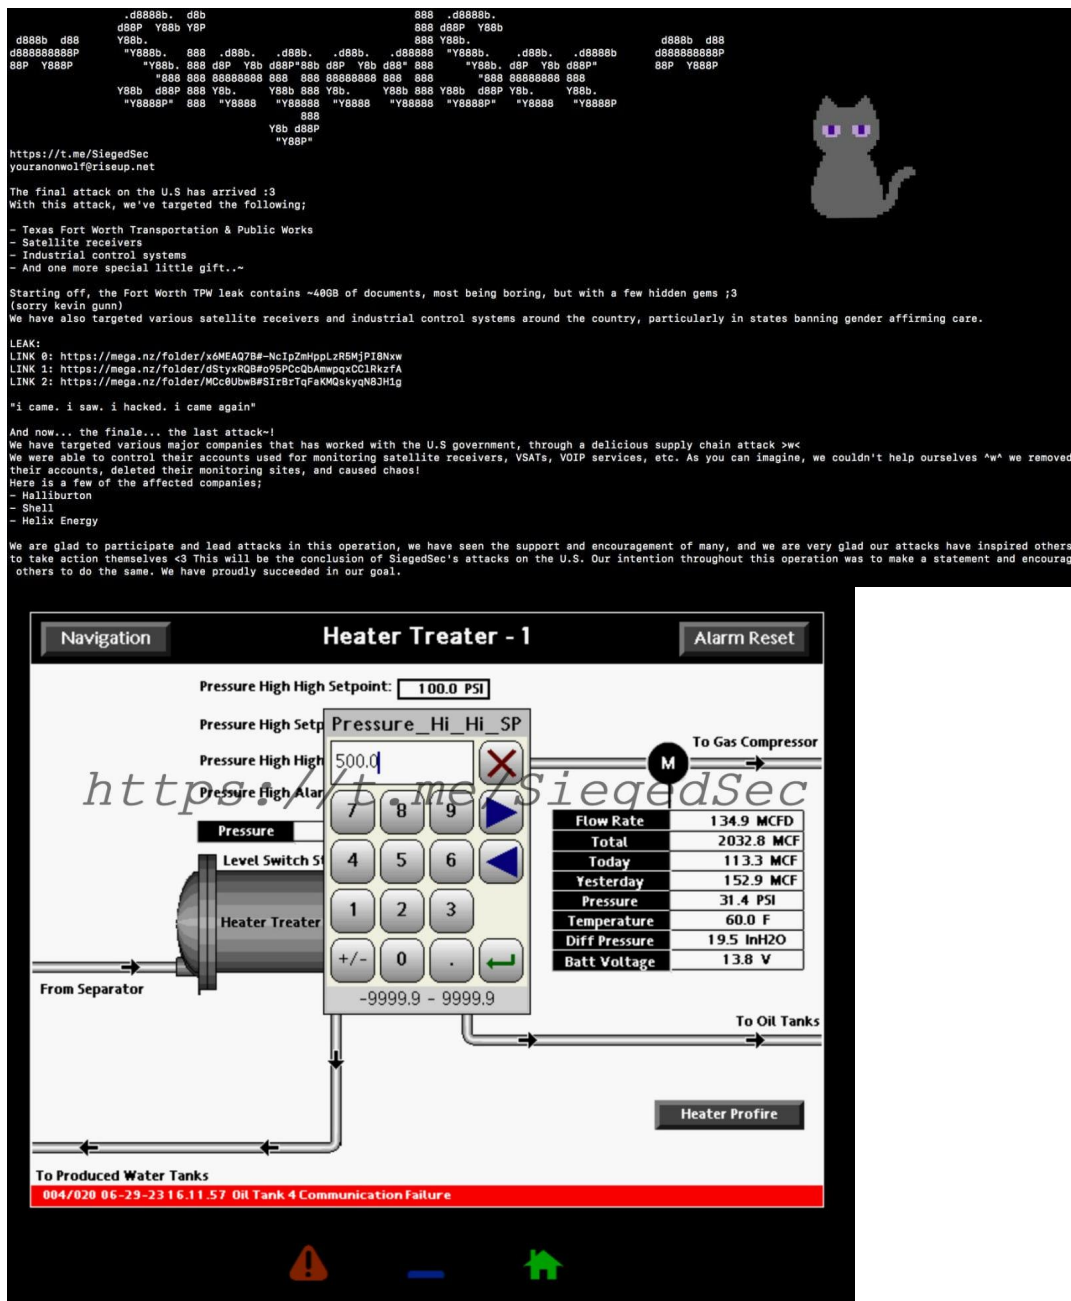 SiegedSec
https://t.me/SiegedSec
youranonwolf@riseup.net
The final attack on the U.S has arrived :3
With this attack, we've targeted the following;
– Texas Fort Worth Transportation & Public Works
– Satellite receivers
– Industrial control systems
– And one more special little gift..~
Starting off, the Fort Worth TPW leak contains ~40GB of documents, most being boring, but with a few hidden gems ;3
(sorry kevin gunn)
We have also targeted various satellite receivers and industrial control systems around the country, particularly in states banning gender affirming care.
LEAK:
LINK 0: https://mega.nz/folder/x6MEAQ7B#-NcIpZmHppLzR5MjPI8Nxw
LINK 1: https://mega.nz/folder/dStyxRQB#o95PCcQbAmwpqxCClRkzfA
LINK 2: https://mega.nz/folder/MCc0UbwB#SIrBrTqFaKMQskyqN8JH1g
"i came. i saw. i hacked. i came again"
And now... the finale... the last attack~!
We have targeted various major companies that has worked with the U.S government, through a delicious supply chain attack >w<
We were able to control their accounts used for monitoring satellite receivers, VSATs, VOIP services, etc. As you can imagine, we couldn't help ourselves ^w^ we removed
their accounts, deleted their monitoring sites, and caused chaos!
Here is a few of the affected companies;
– Halliburton
– Shell
– Helix Energy
We are glad to participate and lead attacks in this operation, we have seen the support and encouragement of many, and we are very glad our attacks have inspired others
to take action themselves <3 This will be the conclusion of SiegedSec's attacks on the U.S. Our intention throughout this operation was to make a statement and encourag
others to do the same. We have proudly succeeded in our goal.
Navigation
Heater Treater - 1
Alarm Reset
Pressure High High Setpoint: 100.0 PSI
Pressure High Setp
Pressure_Hi_Hi_SP
Pressure High High
500.0
To Gas Compressor
M
https://t.me/SiegedSec
Pressure High Alar
7 8 9
Flow Rate 134.9 MCFD
Pressure
Total 2032.8 MCF
Level Switch St
4 5 6
Today 113.3 MCF
Yesterday 152.9 MCF
Pressure 31.4 PSI
1 2 3
Heater Treater
Temperature 60.0 F
Diff Pressure 19.5 InH2O
+/- 0 .
Batt Voltage 13.8 V
From Separator
-9999.9 - 9999.9
To Oil Tanks
Heater Profire
To Produced Water Tanks
004/020 06-29-23 16.11.57 Oil Tank 4 Communication Failure